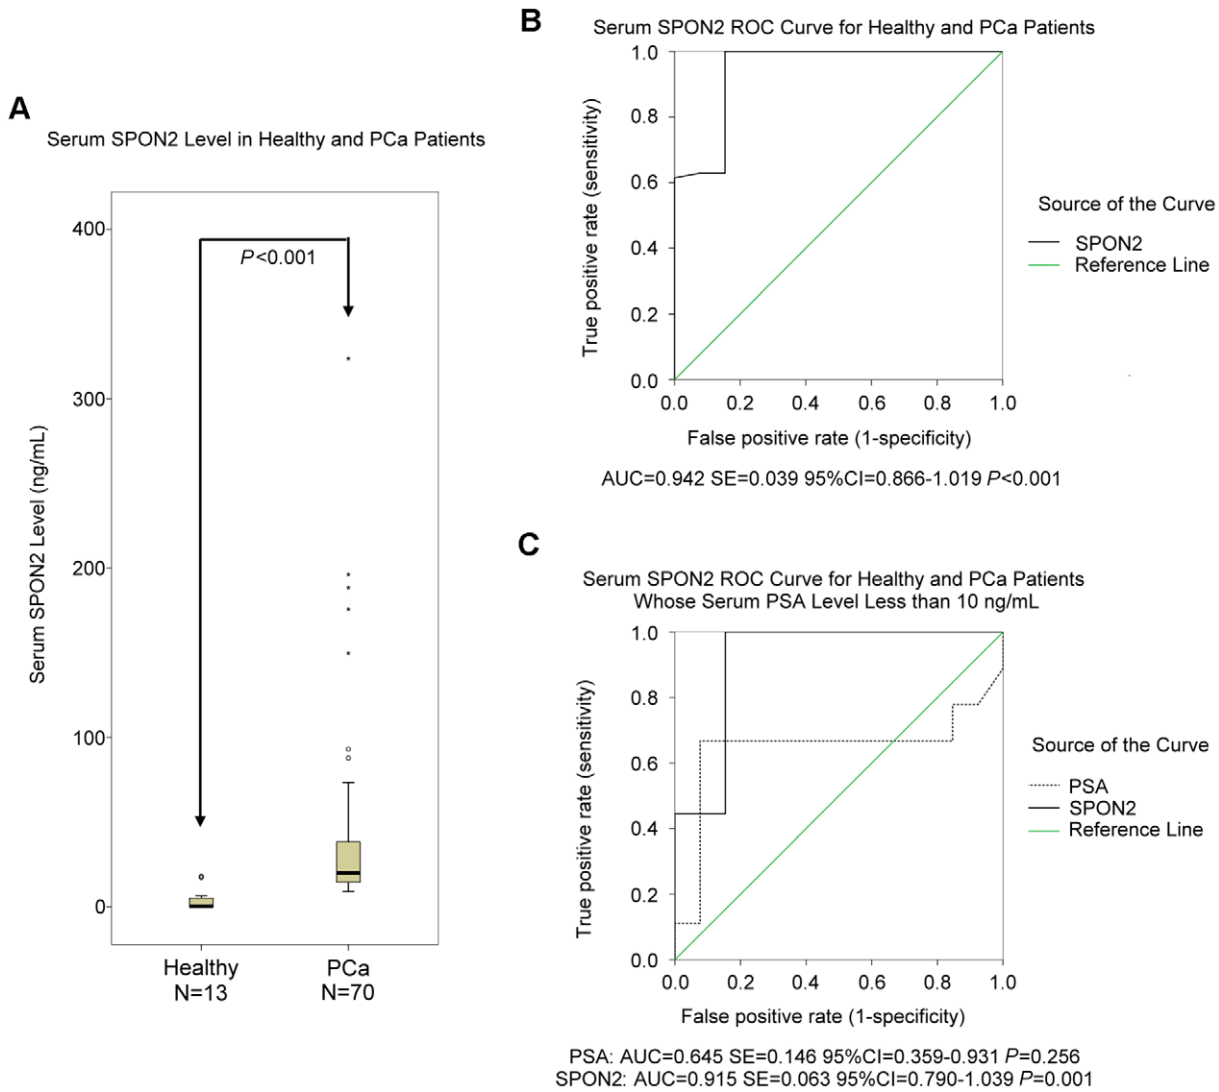 A
Serum SPON2 Level in Healthy and PCa Patients
Serum SPON2 Level (ng/mL)
400
300
200
100
0
P<0.001
Healthy
N=13
PCa
N=70
B
Serum SPON2 ROC Curve for Healthy and PCa Patients
True positive rate (sensitivity)
1.0
0.8
0.6
0.4
0.2
0.0
0.0 0.2 0.4 0.6 0.8 1.0
False positive rate (1-specificity)
Source of the Curve
SPON2
Reference Line
AUC=0.942 SE=0.039 95%CI=0.866-1.019 P<0.001
C
Serum SPON2 ROC Curve for Healthy and PCa Patients
Whose Serum PSA Level Less than 10 ng/mL
True positive rate (sensitivity)
1.0
0.8
0.6
0.4
0.2
0.0
0.0 0.2 0.4 0.6 0.8 1.0
False positive rate (1-specificity)
Source of the Curve
PSA
SPON2
Reference Line
PSA: AUC=0.645 SE=0.146 95%CI=0.359-0.931 P=0.256
SPON2: AUC=0.915 SE=0.063 95%CI=0.790-1.039 P=0.001